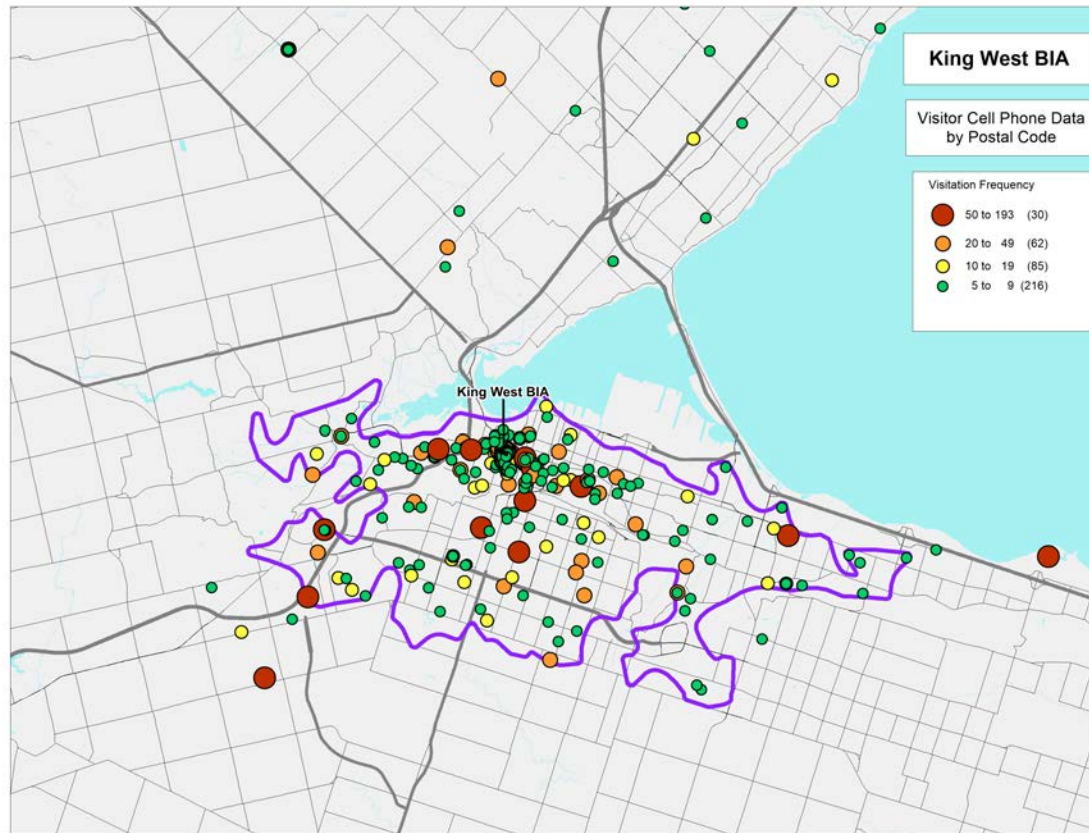 King West BIA
Visitor Cell Phone Data
by Postal Code
Visitation Frequency
50 to 193 (30)
20 to 49 (62)
10 to 19 (85)
5 to 9 (216)
King West BIA